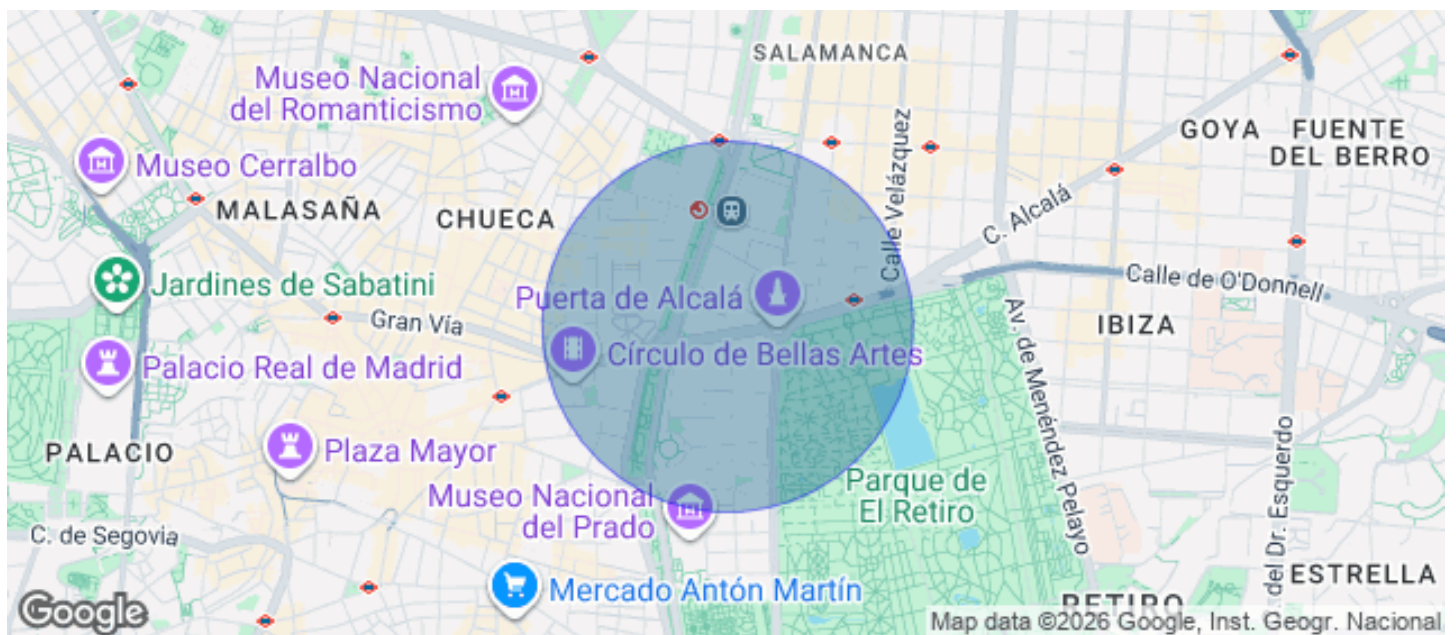 SALAMANCA
Museo Nacional
del Romanticismo
Calle Velázquez
GOYA
FUENTE
DEL BERRO
Museo Cerralbo
MALASAÑA
CHUECA
C. Alcalá
Jardines de Sabatini
Puerta de Alcalá
Calle de O'Donnell
Gran Vía
IBIZA
Círculo de Bellas Artes
Palacio Real de Madrid
Av. de Menéndez Pelayo
PALACIO
Plaza Mayor
Museo Nacional
del Prado
Parque de
El Retiro
C. de Segovia
del Dr. Esquerdo
Mercado Antón Martín
ESTRELLA
RETIRO
Google
Map data ©2026 Google, Inst. Geogr. Nacional